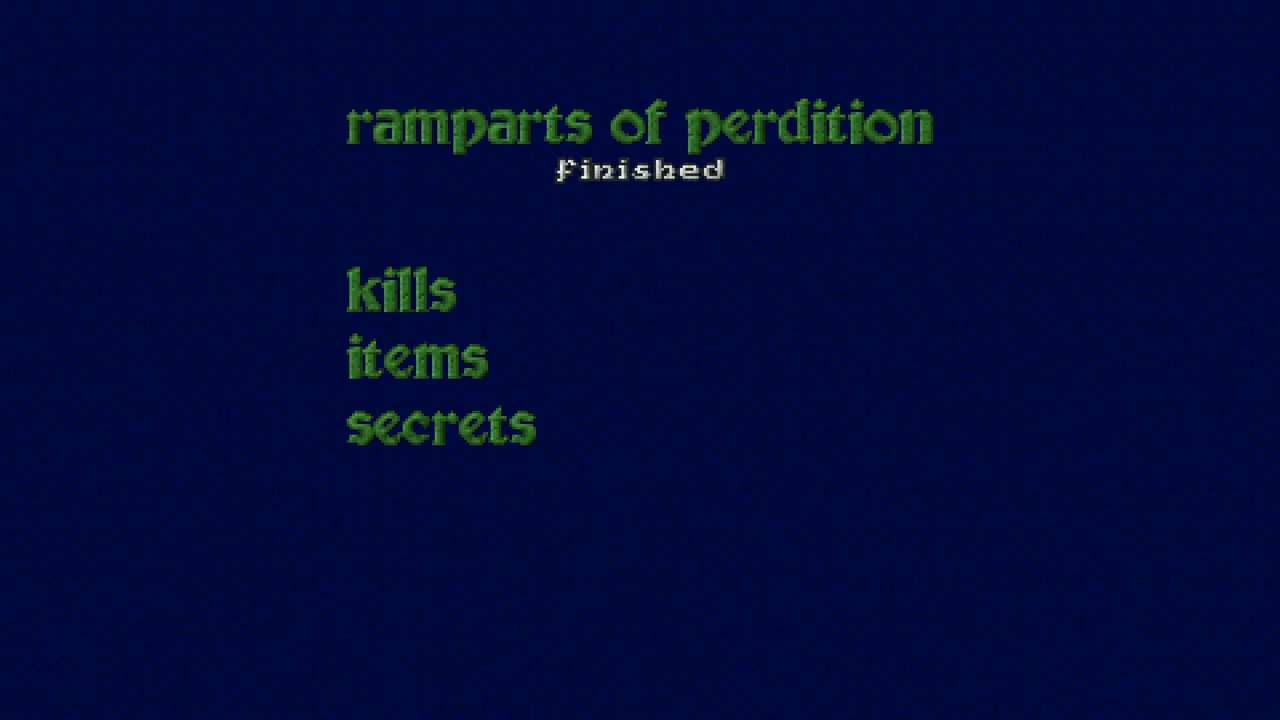 ramparts of perdition
finished
kills
items
secrets